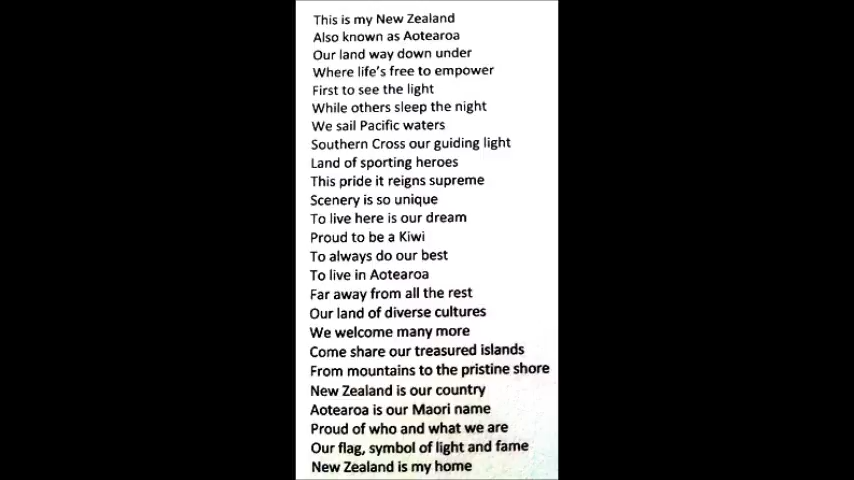 This is my New Zealand
Also known as Aotearoa
Our land way down under
Where life's free to empower
First to see the light
While others sleep the night
We sail Pacific waters
Southern Cross our guiding light
Land of sporting heroes
This pride it reigns supreme
Scenery is so unique
To live here is our dream
Proud to be a Kiwi
To always do our best
To live in Aotearoa
Far away from all the rest
Our land of diverse cultures
We welcome many more
Come share our treasured islands
From mountains to the pristine shore
New Zealand is our country
Aotearoa is our Maori name
Proud of who and what we are
Our flag, symbol of light and fame
New Zealand is my home